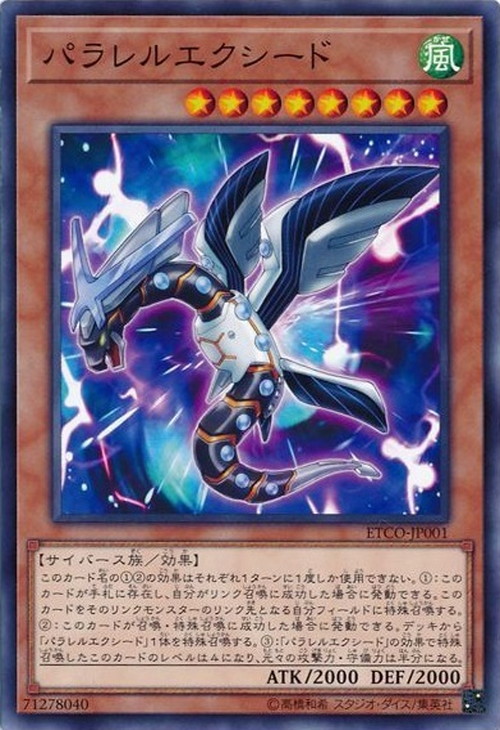 パラレルエクシード
風
ETCO-JP001
【サイバース族／効果】
このカード名の①②の効果はそれぞれ1ターンに1度しか使用できない。①：この
カードが手札に存在し、自分がリンク召喚に成功した場合に発動できる。この
カードをそのリンクモンスターのリンク先となる自分フィールドに特殊召喚する。
②：このカードが召喚・特殊召喚に成功した場合に発動できる。デッキから
「パラレルエクシード」1体を特殊召喚する。③：「パラレルエクシード」の効果で特殊
召喚したこのカードのレベルは4になり、元々の攻撃力・守備力は半分になる。
ATK/2000 DEF/2000
71278040
©高橋和希 スタジオ・ダイス/集英社